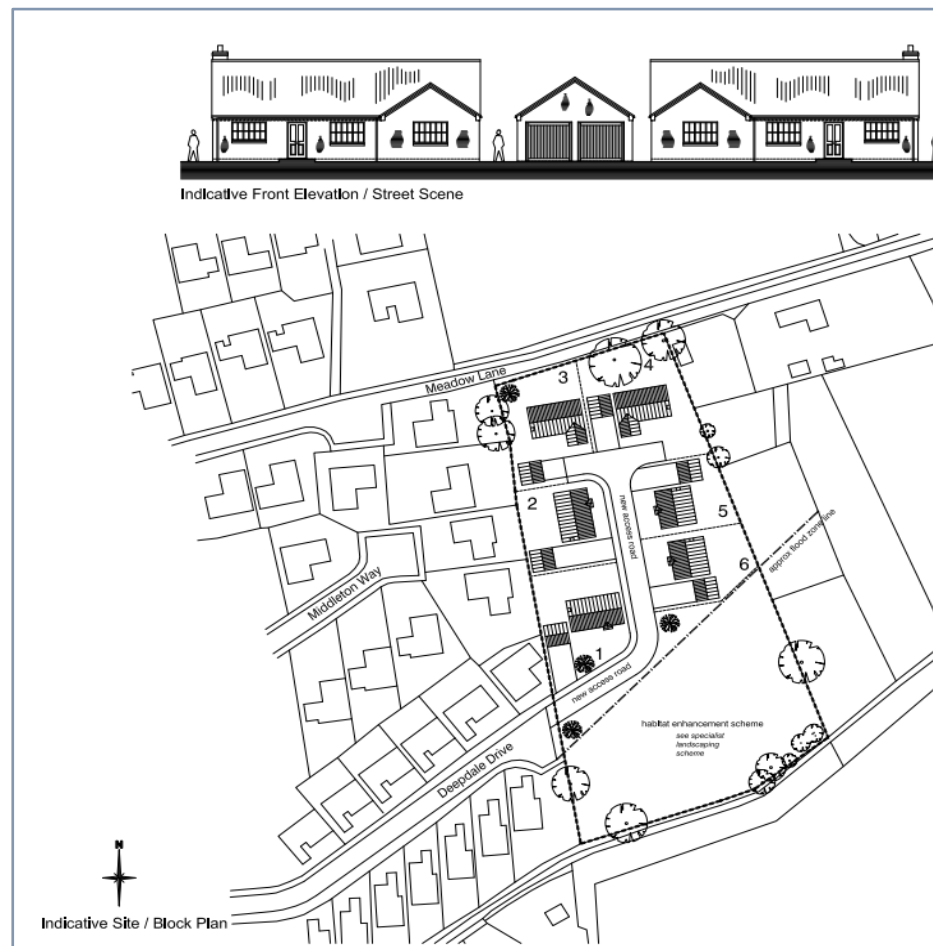 Indicative Front Elevation / Street Scene
Meadow Lane
3
4
2
new access road
5
approx flood zone line
6
Middleton Way
1
new access road
habitat enhancement scheme
see specialist
landscaping
scheme
Deepdale Drive
N
Indicative Site / Block Plan